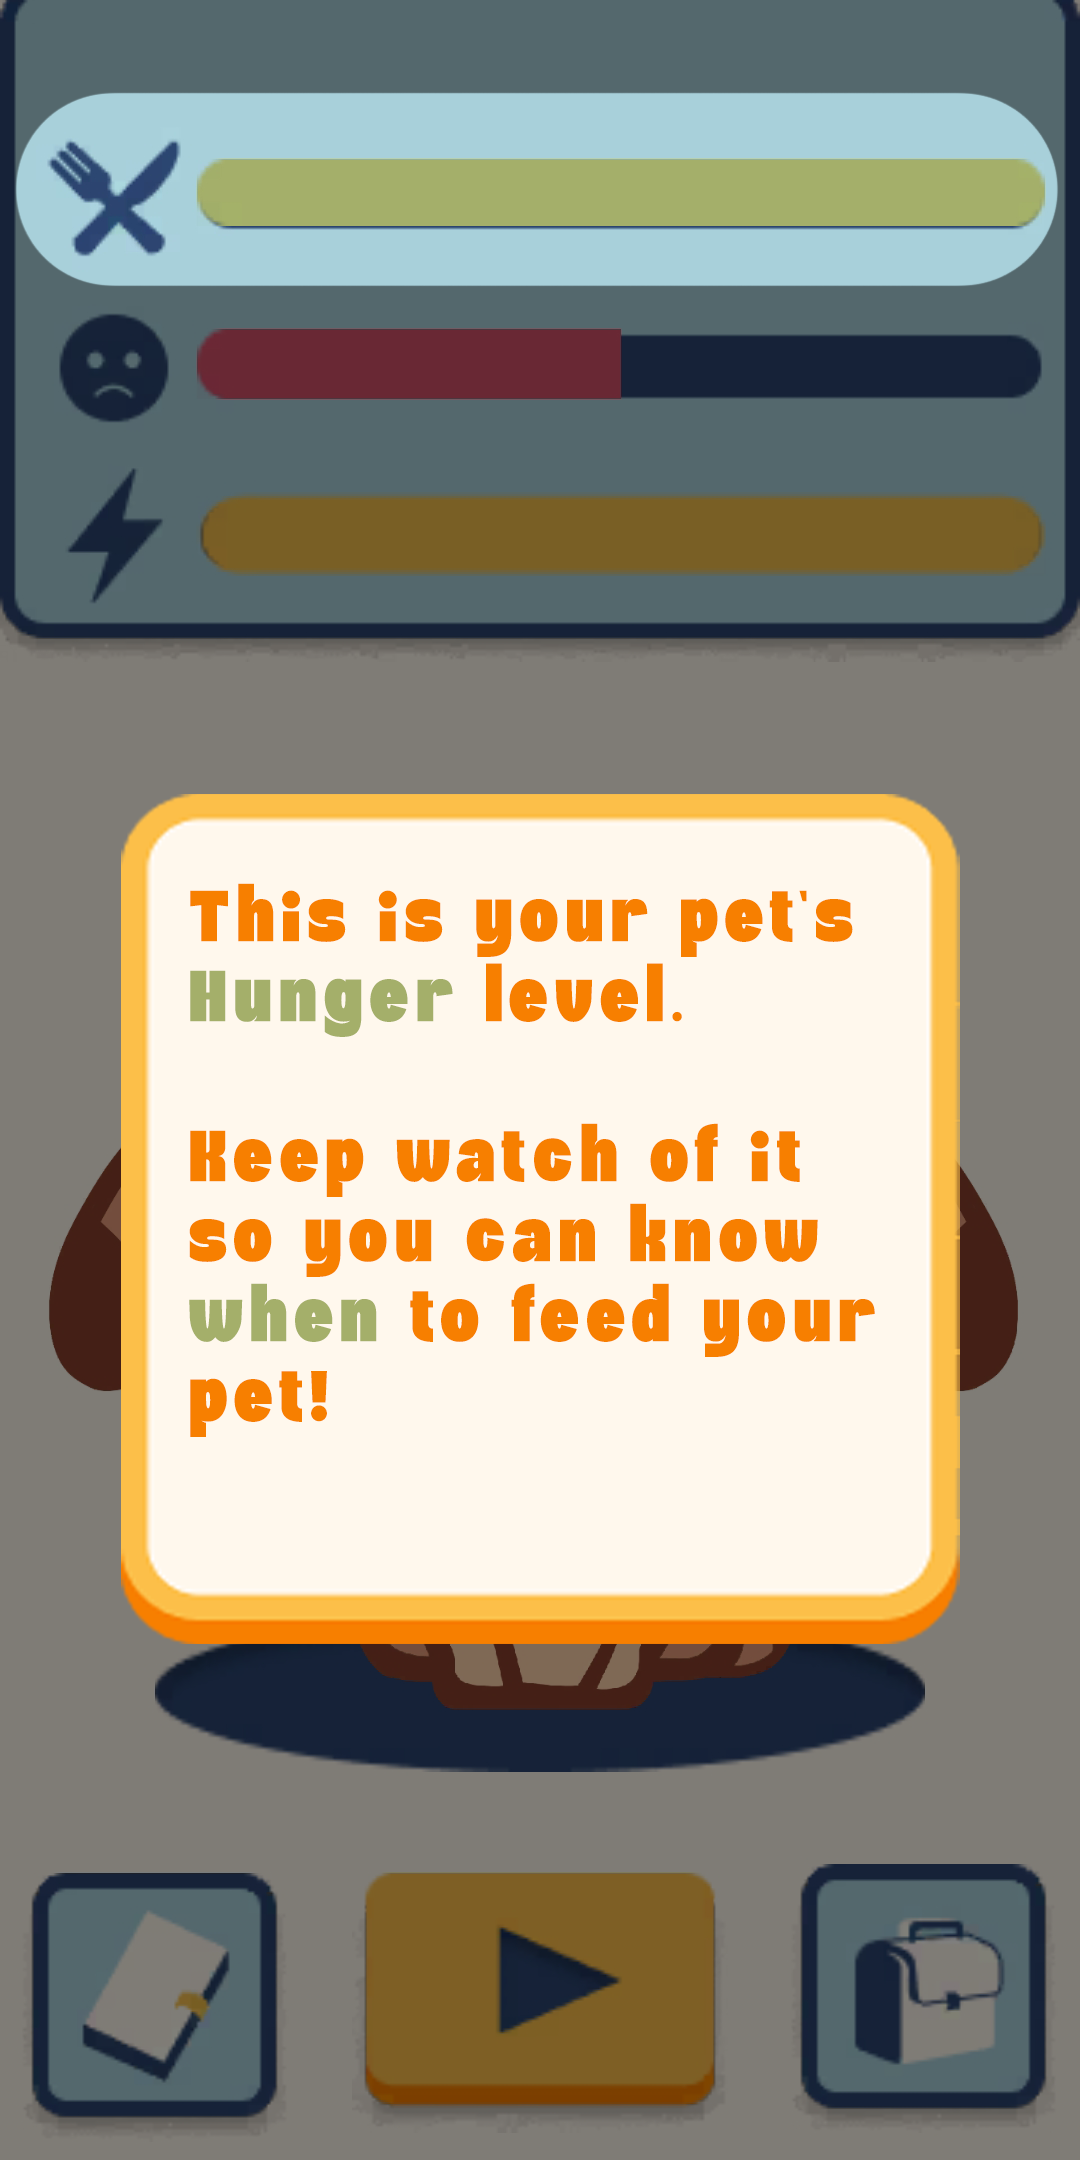 This is your pet's
Hunger level.
Keep watch of it
so you can know
when to feed your
pet!